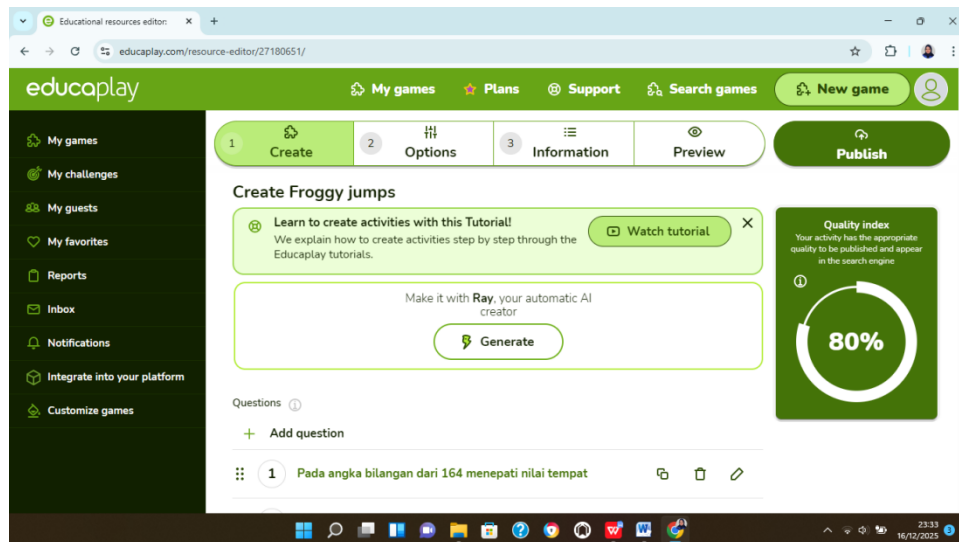 Educational resources editor:
educaplay.com/resource-editor/27180651/
educaplay
My games
Plans
Support
Search games
New game
My games
My challenges
My guests
My favorites
Reports
Inbox
Notifications
Integrate into your platform
Customize games
1 Create
2 Options
3 Information
Preview
Publish
Create Froggy jumps
Learn to create activities with this Tutorial!
We explain how to create activities step by step through the
Educaplay tutorials.
Watch tutorial
Make it with Ray, your automatic AI
creator
Generate
Quality index
Your activity has the appropriate
quality to be published and appear
in the search engine
80%
Questions
Add question
1 Pada angka bilangan dari 164 menepati nilai tempat
23:33
16/12/2025
3